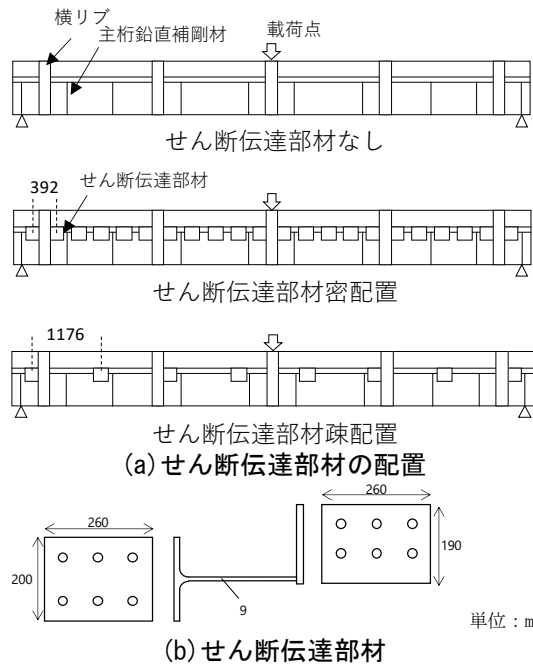 横リブ
主桁鉛直補剛材
載荷点
せん断伝達部材なし
392
せん断伝達部材
せん断伝達部材密配置
1176
せん断伝達部材疎配置
(a)せん断伝達部材の配置
260
200
9
260
190
単位：m
(b)せん断伝達部材